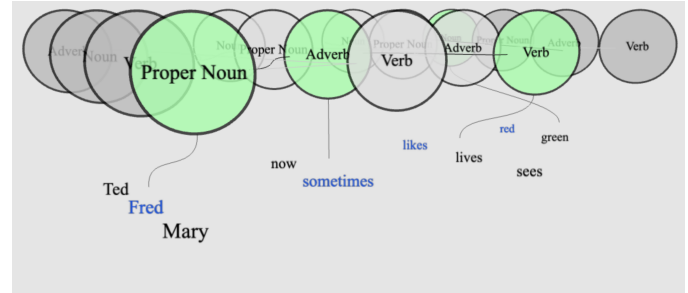 Adverb
Noun
Verb
Proper Noun
Proper Noun
Adverb
Verb
Proper Noun
Adverb
Verb
Adverb
Verb
now
sometimes
likes
lives
red
green
sees
Ted
Fred
Mary